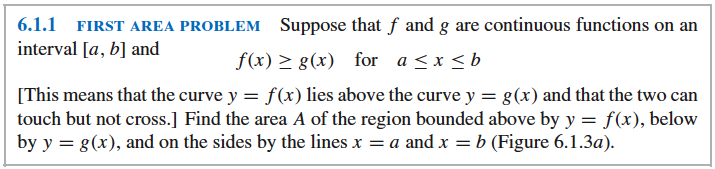 6.1.1 FIRST AREA PROBLEM Suppose that f and g are continuous functions on an
interval [a, b] and
f(x) ≥ g(x) for a ≤ x ≤ b
[This means that the curve y = f(x) lies above the curve y = g(x) and that the two can
touch but not cross.] Find the area A of the region bounded above by y = f(x), below
by y = g(x), and on the sides by the lines x = a and x = b (Figure 6.1.3a).